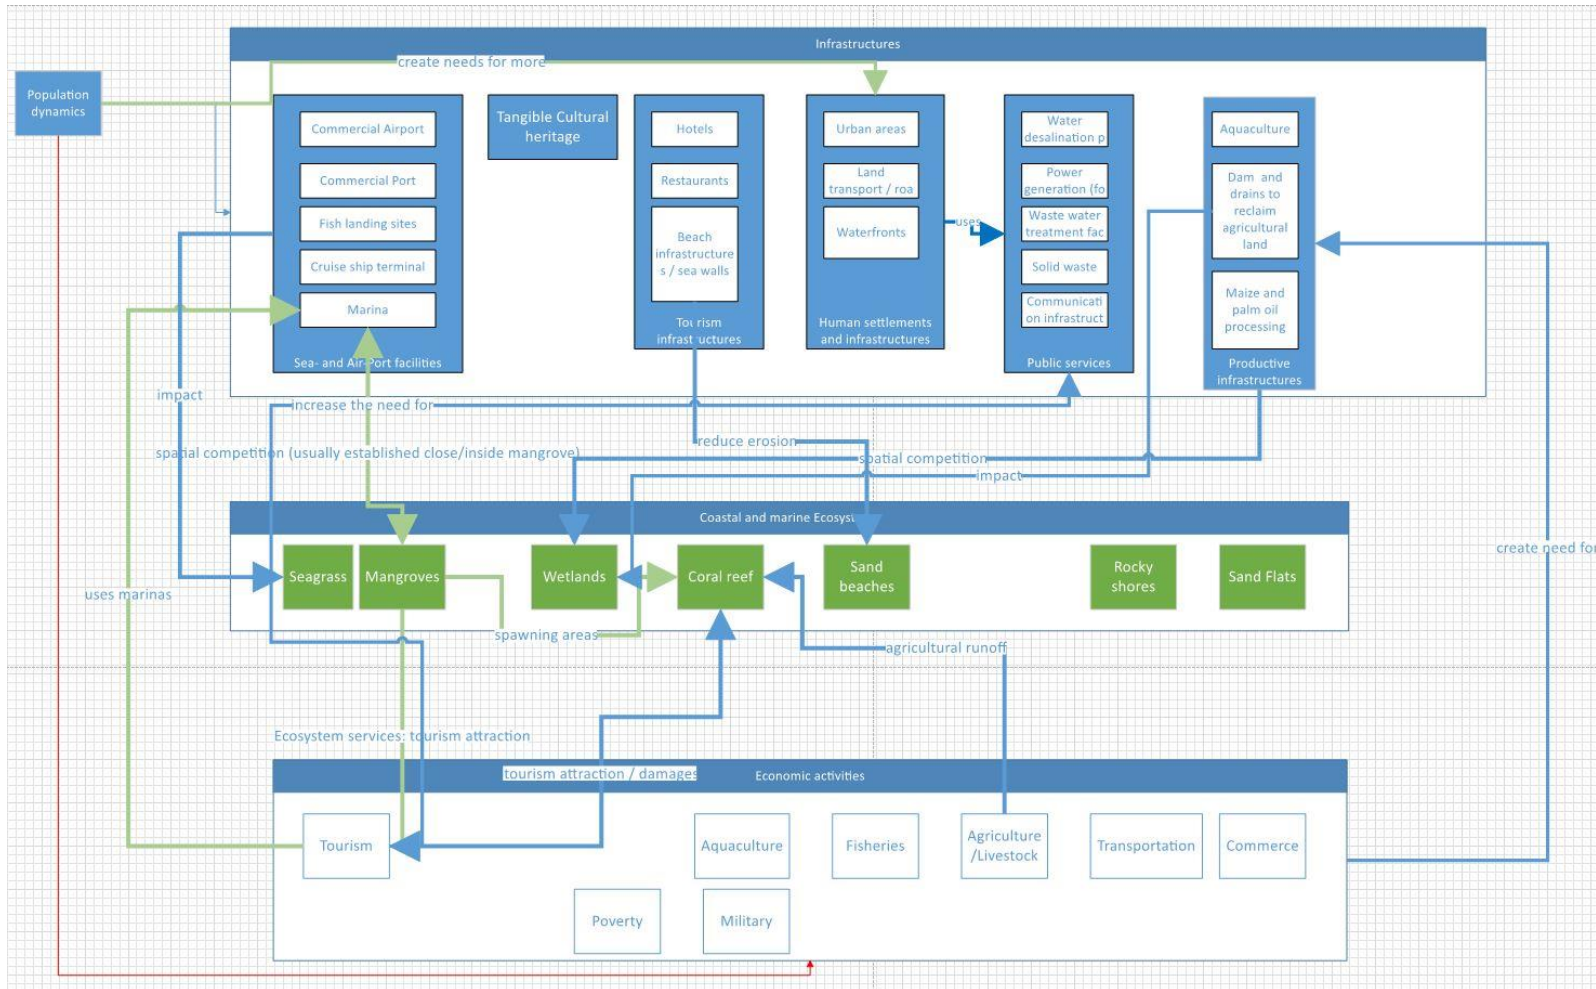 Infrastructures
create needs for more
Population
dynamics
Commercial Airport
Commercial Port
Fish landing sites
Cruise ship terminal
Marina
Sea- and Air-Port facilities
Tangible Cultural
heritage
Hotels
Restaurants
Beach
infrastructure
s / sea walls
Tourism
infrastructures
Urban areas
Land
transport / roa
Waterfronts
Human settlements
and infrastructures
uses
Water
desalination p
Power
generation (fo
Waste water
treatment fac
Solid waste
Communicati
on infrastruct
Public services
Aquaculture
Dam and
drains to
reclaim
agricultural
land
Maize and
palm oil
processing
Productive
infrastructures
impact
increase the need for
spatial competition (usually established close/inside mangrove)
reduce erosion
spatial competition
impact
Coastal and marine Ecosyst
create need for
Seagrass
Mangroves
Wetlands
Coral reef
Sand
beaches
Rocky
shores
Sand Flats
uses marinas
spawning areas
agricultural runoff
Ecosystem services: tourism attraction
tourism attraction / damages
Economic activities
Tourism
Aquaculture
Fisheries
Agriculture
/Livestock
Transportation
Commerce
Poverty
Military